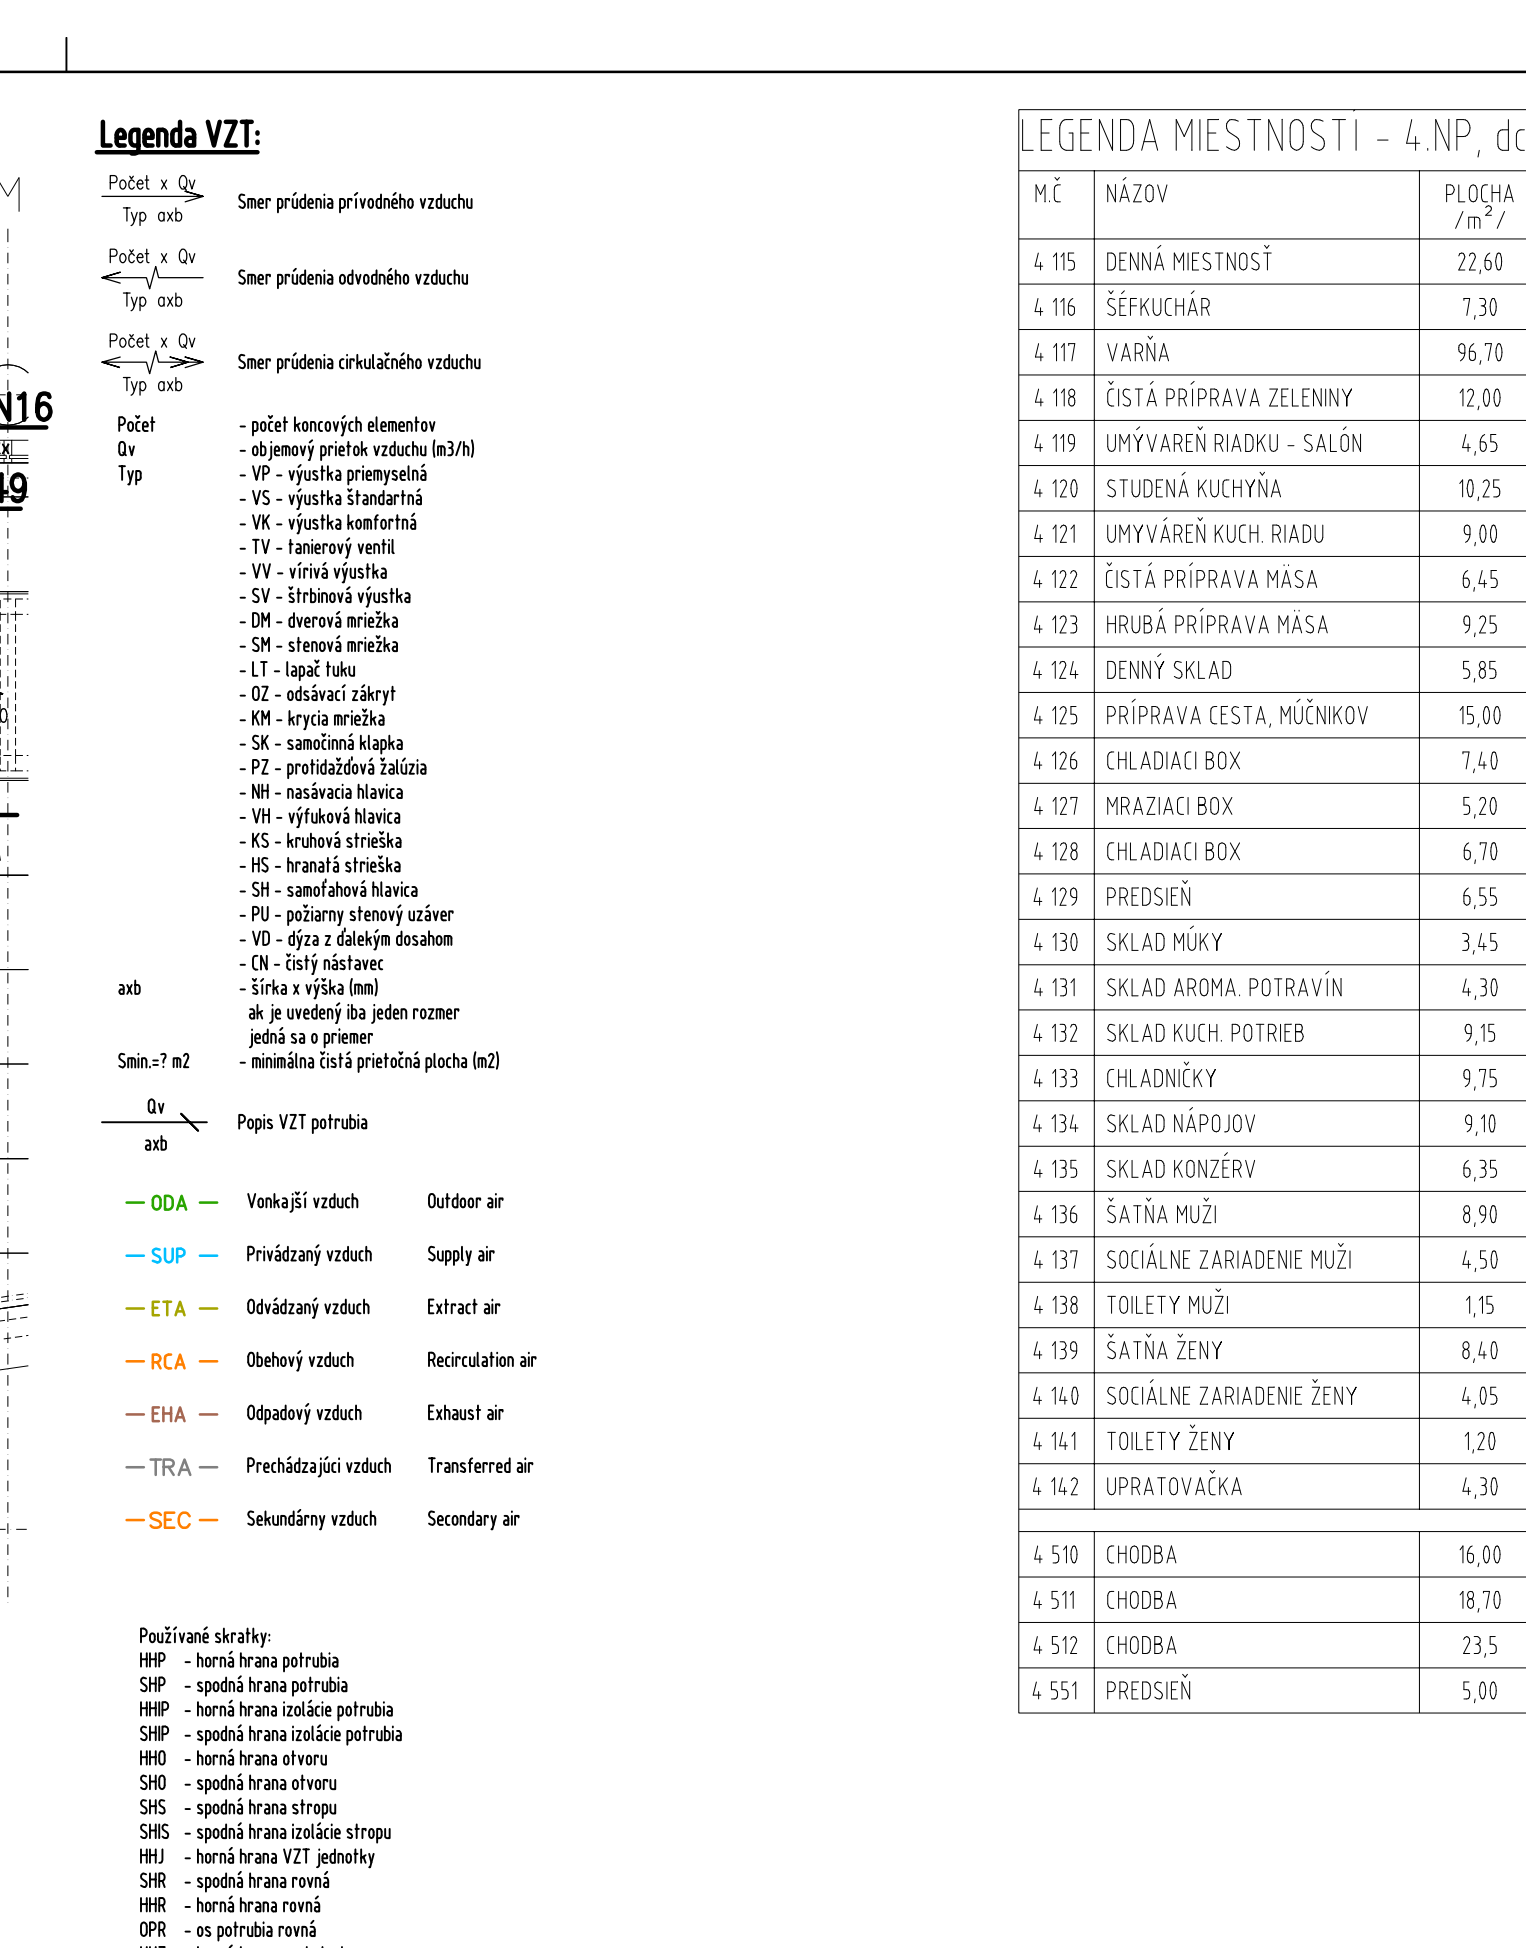 M
N16
x
49
0
Legenda VZT:
Počet x Qv
Typ axb
Smer prúdenia prívodného vzduchu
Počet x Qv
Typ axb
Smer prúdenia odvodného vzduchu
Počet x Qv
Typ axb
Smer prúdenia cirkulačného vzduchu
Počet - počet koncových elementov
Qv - objemový prietok vzduchu (m3/h)
Typ - VP - výustka priemyselná
- VS - výustka štandartná
- VK - výustka komfortná
- TV - tanierový ventil
- VV - vírivá výustka
- SV - štrbinová výustka
- DM - dverová mriežka
- SM - stenová mriežka
- LT - lapač tuku
- OZ - odsávací zákryt
- KM - krycia mriežka
- SK - samočinná klapka
- PZ - protidažďová žalúzia
- NH - nasávacia hlavica
- VH - výfuková hlavica
- KS - kruhová strieška
- HS - hranatá strieška
- SH - samoťahová hlavica
- PU - požiarny stenový uzáver
- VD - dýza z ďalekým dosahom
- CN - čistý nástavec
axb - šírka x výška (mm)
ak je uvedený iba jeden rozmer
jedná sa o priemer
Smin.=? m2 - minimálna čistá prietočná plocha (m2)
Qv
axb
Popis VZT potrubia
ODA Vonkajší vzduch Outdoor air
SUP Privádzaný vzduch Supply air
ETA Odvádzaný vzduch Extract air
RCA Obehový vzduch Recirculation air
EHA Odpadový vzduch Exhaust air
TRA Prechádzajúci vzduch Transferred air
SEC Sekundárny vzduch Secondary air
Používané skratky:
HHP - horná hrana potrubia
SHP - spodná hrana potrubia
HHIP - horná hrana izolácie potrubia
SHIP - spodná hrana izolácie potrubia
HHO - horná hrana otvoru
SHO - spodná hrana otvoru
SHS - spodná hrana stropu
SHIS - spodná hrana izolácie stropu
HHJ - horná hrana VZT jednotky
SHR - spodná hrana rovná
HHR - horná hrana rovná
OPR - os potrubia rovná
LEGENDA MIESTNOSTÍ - 4.NP, dc
M.Č NÁZOV PLOCHA
/m²/
4 115 DENNÁ MIESTNOSŤ 22,60
4 116 ŠÉFKUCHÁR 7,30
4 117 VARŇA 96,70
4 118 ČISTÁ PRÍPRAVA ZELENINY 12,00
4 119 UMÝVAREŇ RIADKU - SALÓN 4,65
4 120 STUDENÁ KUCHYŇA 10,25
4 121 UMYVÁREŇ KUCH. RIADU 9,00
4 122 ČISTÁ PRÍPRAVA MÄSA 6,45
4 123 HRUBÁ PRÍPRAVA MÄSA 9,25
4 124 DENNÝ SKLAD 5,85
4 125 PRÍPRAVA CESTA, MÚČNIKOV 15,00
4 126 CHLADIACI BOX 7,40
4 127 MRAZIACI BOX 5,20
4 128 CHLADIACI BOX 6,70
4 129 PREDSIEŇ 6,55
4 130 SKLAD MÚKY 3,45
4 131 SKLAD AROMA. POTRAVÍN 4,30
4 132 SKLAD KUCH. POTRIEB 9,15
4 133 CHLADNIČKY 9,75
4 134 SKLAD NÁPOJOV 9,10
4 135 SKLAD KONZÉRV 6,35
4 136 ŠATŇA MUŽI 8,90
4 137 SOCIÁLNE ZARIADENIE MUŽI 4,50
4 138 TOILETY MUŽI 1,15
4 139 ŠATŇA ŽENY 8,40
4 140 SOCIÁLNE ZARIADENIE ŽENY 4,05
4 141 TOILETY ŽENY 1,20
4 142 UPRATOVAČKA 4,30
4 510 CHODBA 16,00
4 511 CHODBA 18,70
4 512 CHODBA 23,5
4 551 PREDSIEŇ 5,00